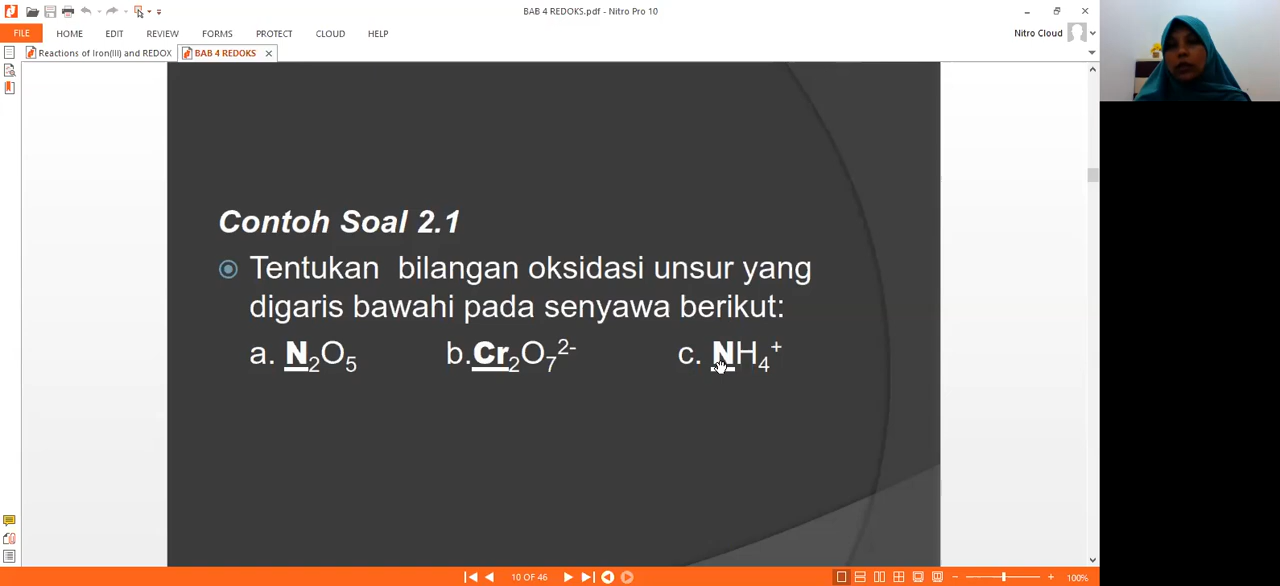 BAB 4 REDOKS.pdf - Nitro Pro 10
FILE HOME EDIT REVIEW FORMS PROTECT CLOUD HELP
Nitro Cloud
Reactions of Iron(III) and REDOX BAB 4 REDOKS
Contoh Soal 2.1
Tentukan bilangan oksidasi unsur yang
digaris bawahi pada senyawa berikut:
a. N₂O₅ b.Cr₂O₇²⁻ c. NH₄⁺
10 OF 46
100%